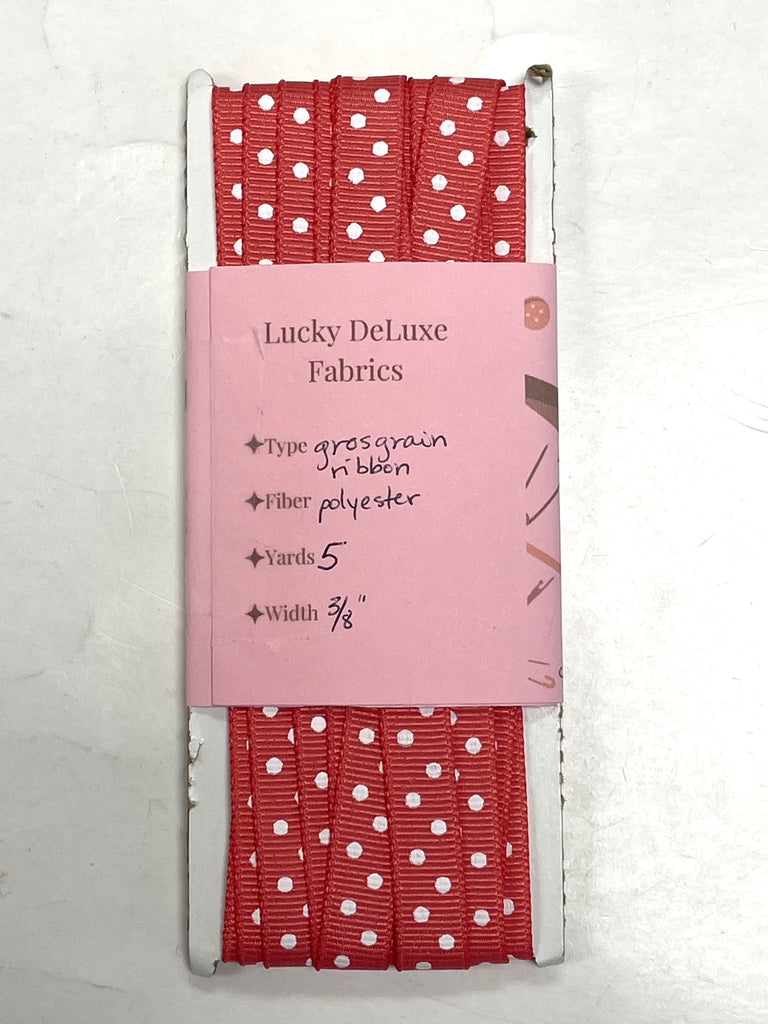 Lucky DeLuxe
Fabrics
Type grosgrain
ribbon
Fiber polyester
Yards 5
Width 3/8"